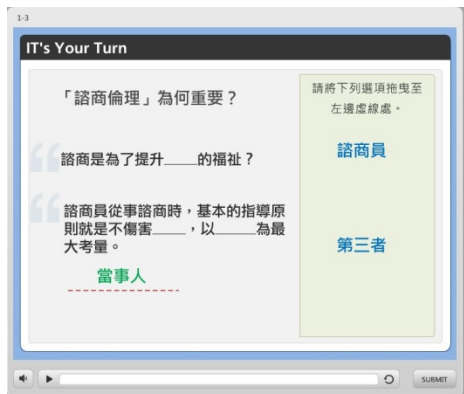 1-3
IT's Your Turn
「諮商倫理」為何重要？
諮商是為了提升____的福祉？
諮商員從事諮商時，基本的指導原
則就是不傷害____，以_____為最
大考量。
當事人
請將下列選項拖曳至
左邊虛線處。
諮商員
第三者
SUBMIT